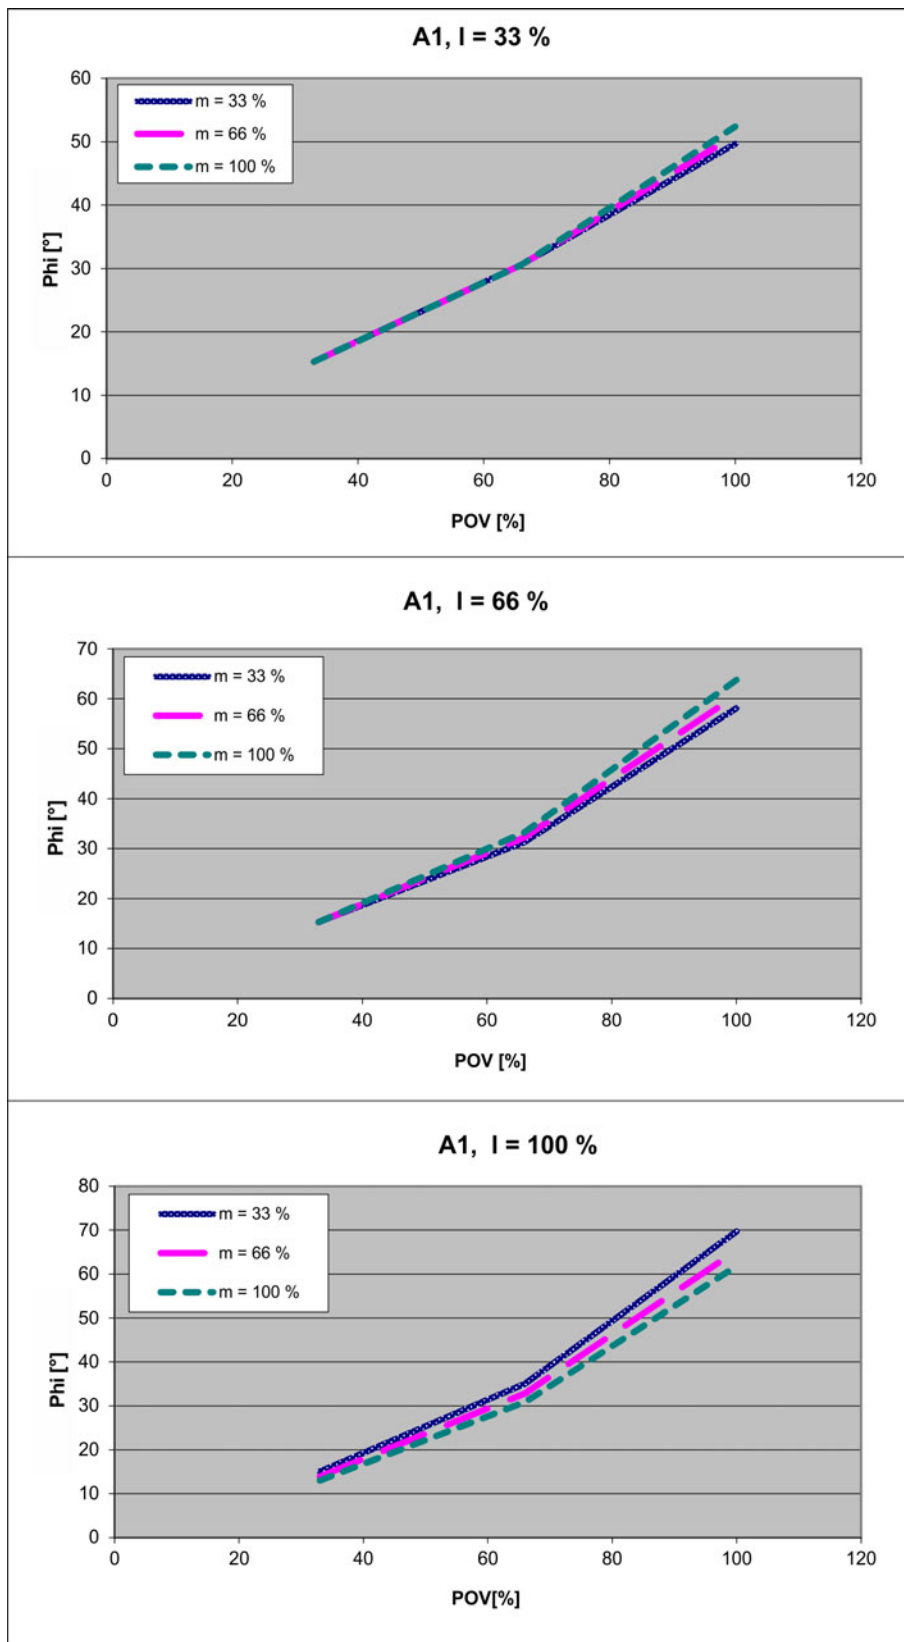 A1, l = 33 %
60
50
40
30
20
10
0
m = 33 %
m = 66 %
m = 100 %
Phi [°]
0 20 40 60 80 100 120
POV [%]
A1, l = 66 %
70
60
50
40
30
20
10
0
m = 33 %
m = 66 %
m = 100 %
Phi [°]
0 20 40 60 80 100 120
POV [%]
A1, l = 100 %
80
70
60
50
40
30
20
10
0
m = 33 %
m = 66 %
m = 100 %
Phi [°]
0 20 40 60 80 100 120
POV[%]